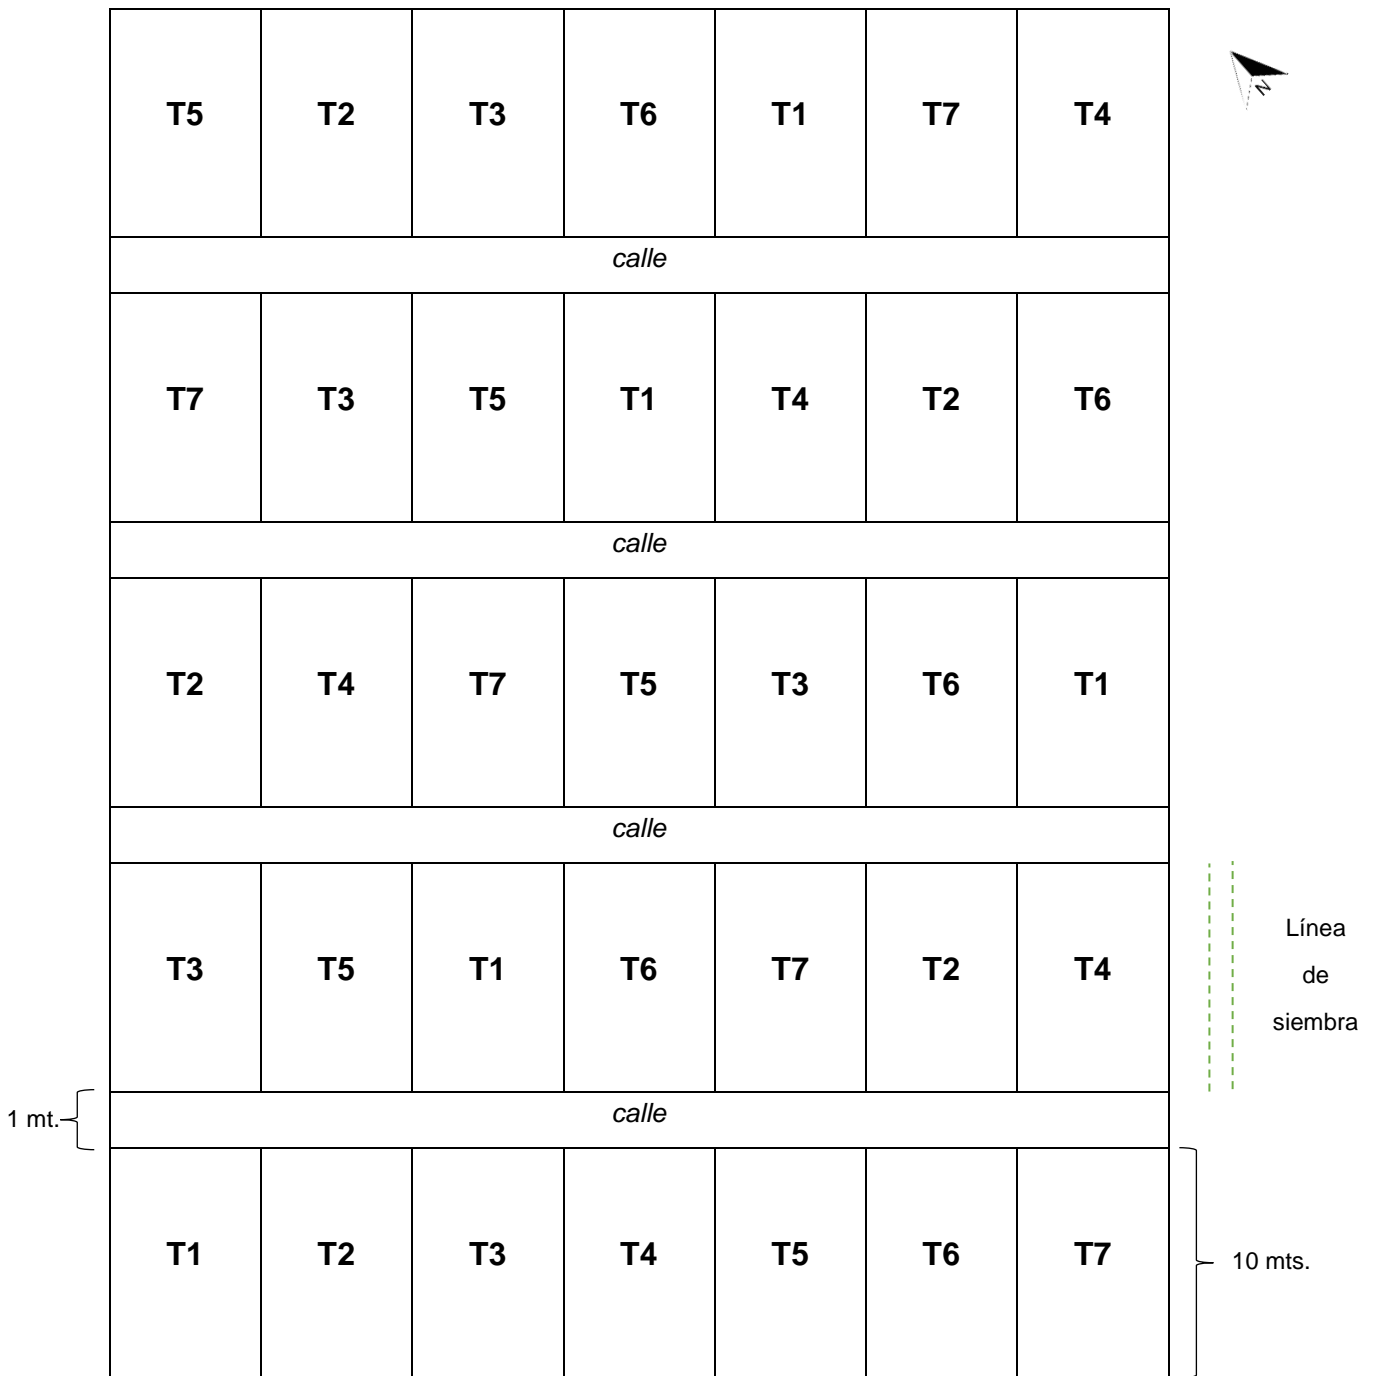 T5 T2 T3 T6 T1 T7 T4
N
calle
T7 T3 T5 T1 T4 T2 T6
calle
T2 T4 T7 T5 T3 T6 T1
calle
T3 T5 T1 T6 T7 T2 T4
Línea
de
siembra
1 mt.
calle
T1 T2 T3 T4 T5 T6 T7
10 mts.